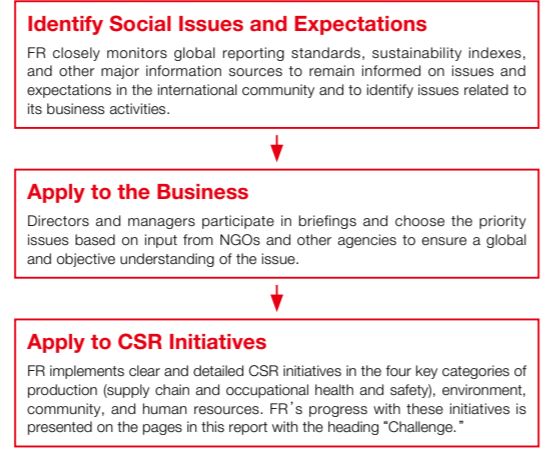 Identify Social Issues and Expectations
FR closely monitors global reporting standards, sustainability indexes,
and other major information sources to remain informed on issues and
expectations in the international community and to identify issues related to
its business activities.
Apply to the Business
Directors and managers participate in briefings and choose the priority
issues based on input from NGOs and other agencies to ensure a global
and objective understanding of the issue.
Apply to CSR Initiatives
FR implements clear and detailed CSR initiatives in the four key categories of
production (supply chain and occupational health and safety), environment,
community, and human resources. FR’s progress with these initiatives is
presented on the pages in this report with the heading “Challenge.”